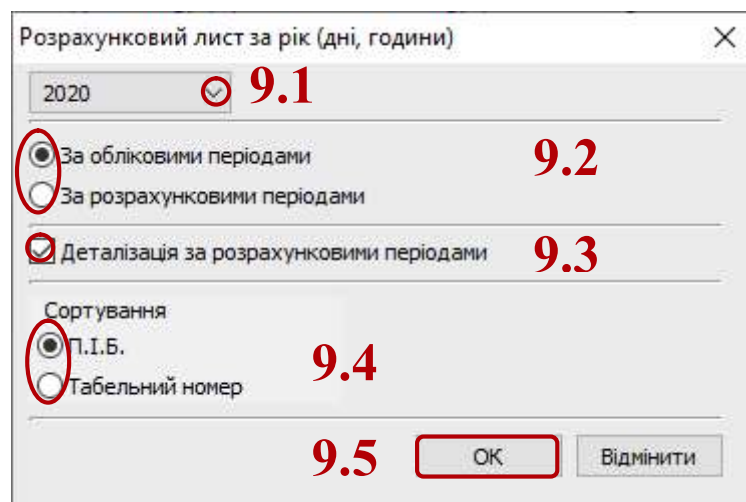 Розрахунковий лист за рік (дні, години)
2020 9.1
За обліковими періодами 9.2
За розрахунковими періодами
Деталізація за розрахунковими періодами 9.3
Сортування
П.І.Б. 9.4
Табельний номер
9.5 ОК Відмінити